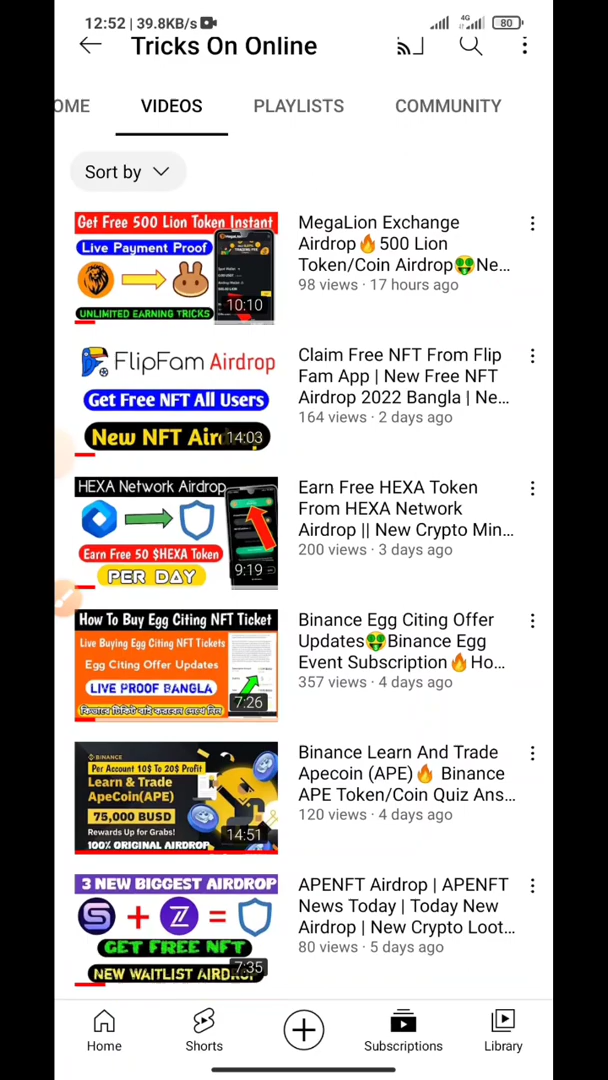 12:52 | 39.8KB/s
4G
80
Tricks On Online
OME
VIDEOS
PLAYLISTS
COMMUNITY
Sort by
Get Free 500 Lion Token Instant
Live Payment Proof
UNLIMITED EARNING TRICKS
10:10
MegaLion Exchange
Airdrop🔥500 Lion
Token/Coin Airdrop🤑Ne...
98 views · 17 hours ago
FlipFam Airdrop
Get Free NFT All Users
New NFT Air
14:03
Claim Free NFT From Flip
Fam App | New Free NFT
Airdrop 2022 Bangla | Ne...
164 views · 2 days ago
HEXA Network Airdrop
Earn Free 50 $HEXA Token
PER DAY
9:19
Earn Free HEXA Token
From HEXA Network
Airdrop || New Crypto Min...
200 views · 3 days ago
How To Buy Egg Citing NFT Ticket
Live Buying Egg Citing NFT Tickets
Egg Citing Offer Updates
LIVE PROOF BANGLA
কিভাবে টিকিট বাই করবেন দেখে নিন
7:26
Binance Egg Citing Offer
Updates🤑Binance Egg
Event Subscription🔥Ho...
357 views · 4 days ago
BINANCE
Per Account 10$ To 20$ Profit
Learn & Trade
ApeCoin(APE)
75,000 BUSD
Rewards Up for Grabs!
100% ORIGINAL AIRDROP
14:51
Binance Learn And Trade
Apecoin (APE)🔥 Binance
APE Token/Coin Quiz Ans...
120 views · 4 days ago
3 NEW BIGGEST AIRDROP
GET FREE NFT
NEW WAITLIST AIRDROP
7:35
APENFT Airdrop | APENFT
News Today | Today New
Airdrop | New Crypto Loot...
80 views · 5 days ago
Home
Shorts
Subscriptions
Library